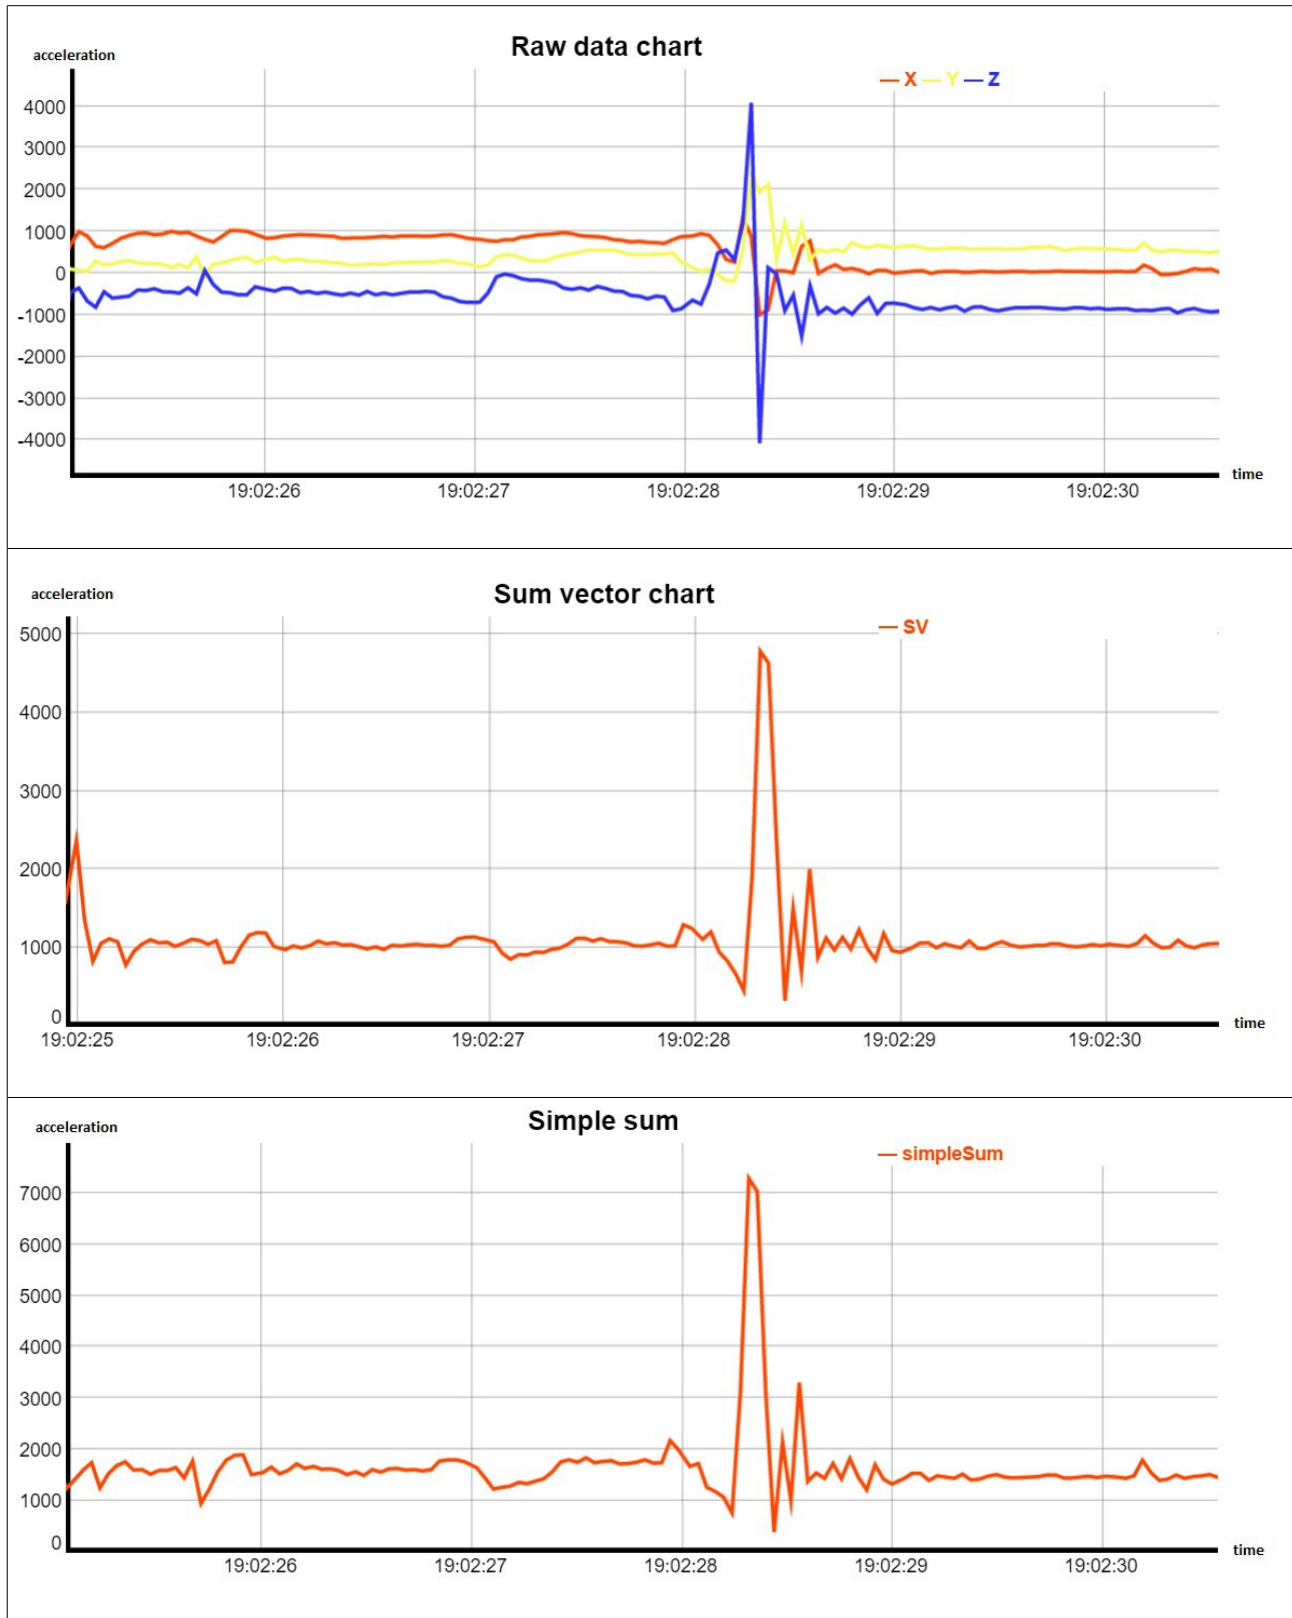 Raw data chart
acceleration
X Y Z
4000
3000
2000
1000
0
-1000
-2000
-3000
-4000
time
19:02:26 19:02:27 19:02:28 19:02:29 19:02:30
Sum vector chart
acceleration
SV
5000
4000
3000
2000
1000
0
time
19:02:25 19:02:26 19:02:27 19:02:28 19:02:29 19:02:30
Simple sum
acceleration
simpleSum
7000
6000
5000
4000
3000
2000
1000
0
time
19:02:26 19:02:27 19:02:28 19:02:29 19:02:30